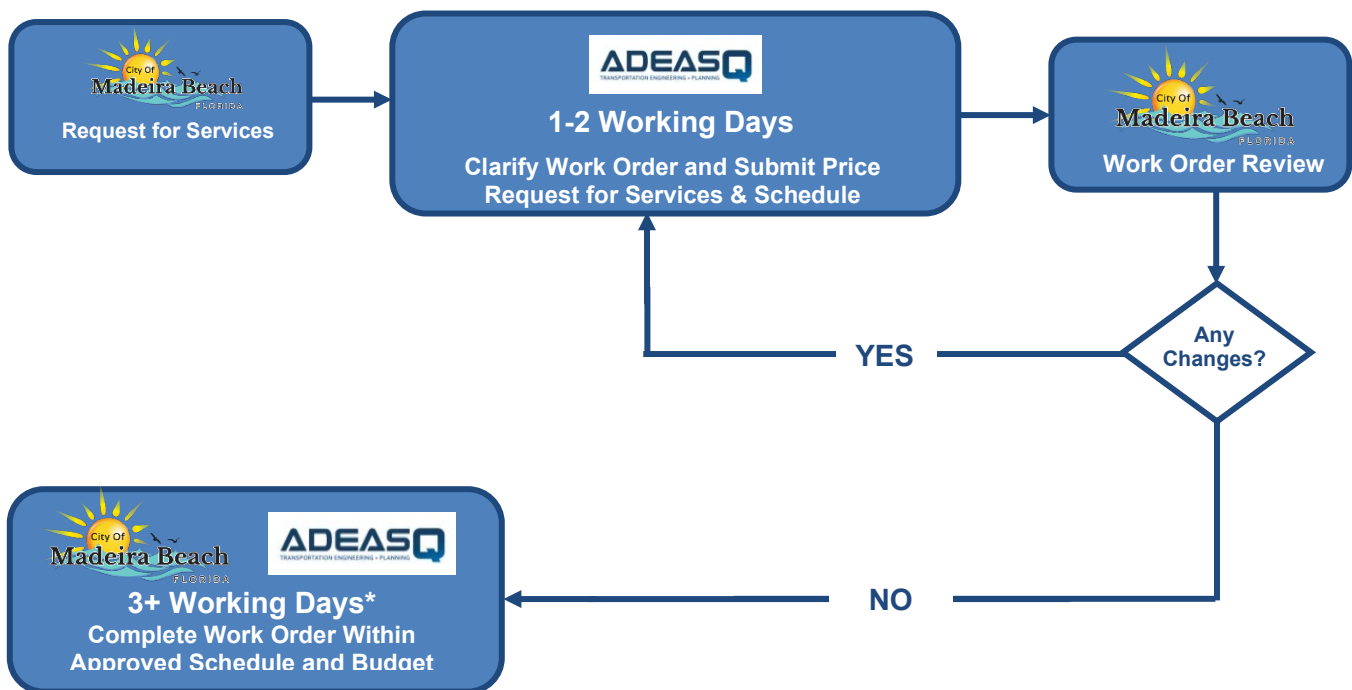 City Of
Madeira Beach
FLORIDA
Request for Services
ADEASQ
TRANSPORTATION ENGINEERING + PLANNING
1-2 Working Days
Clarify Work Order and Submit Price
Request for Services & Schedule
City Of
Madeira Beach
FLORIDA
Work Order Review
Any
Changes?
YES
NO
City Of
Madeira Beach
FLORIDA
ADEASQ
TRANSPORTATION ENGINEERING + PLANNING
3+ Working Days*
Complete Work Order Within
Approved Schedule and Budget